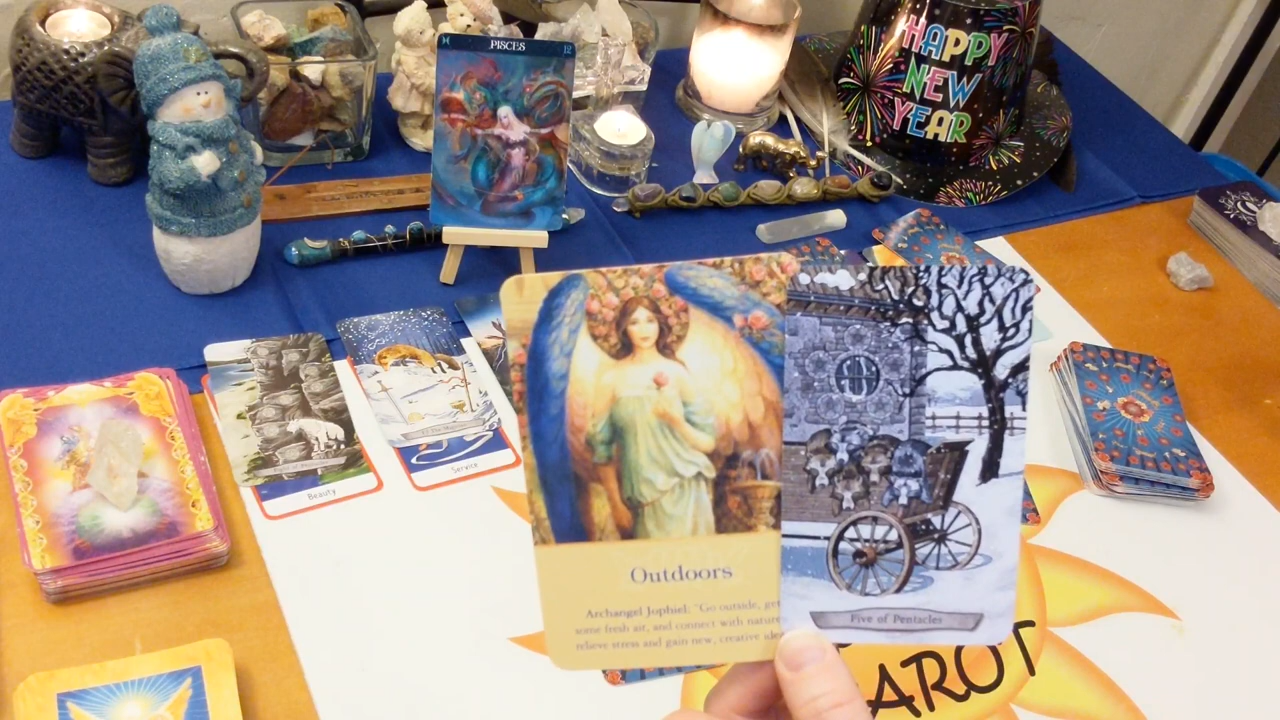 PISCES
12
HAPPY
NEW
YEAR
Beauty
Service
Outdoors
Archangel Jophiel: "Go outside, get
some fresh air, and connect with nature
relieve stress and gain new, creative
Five of Pentacles
AROT